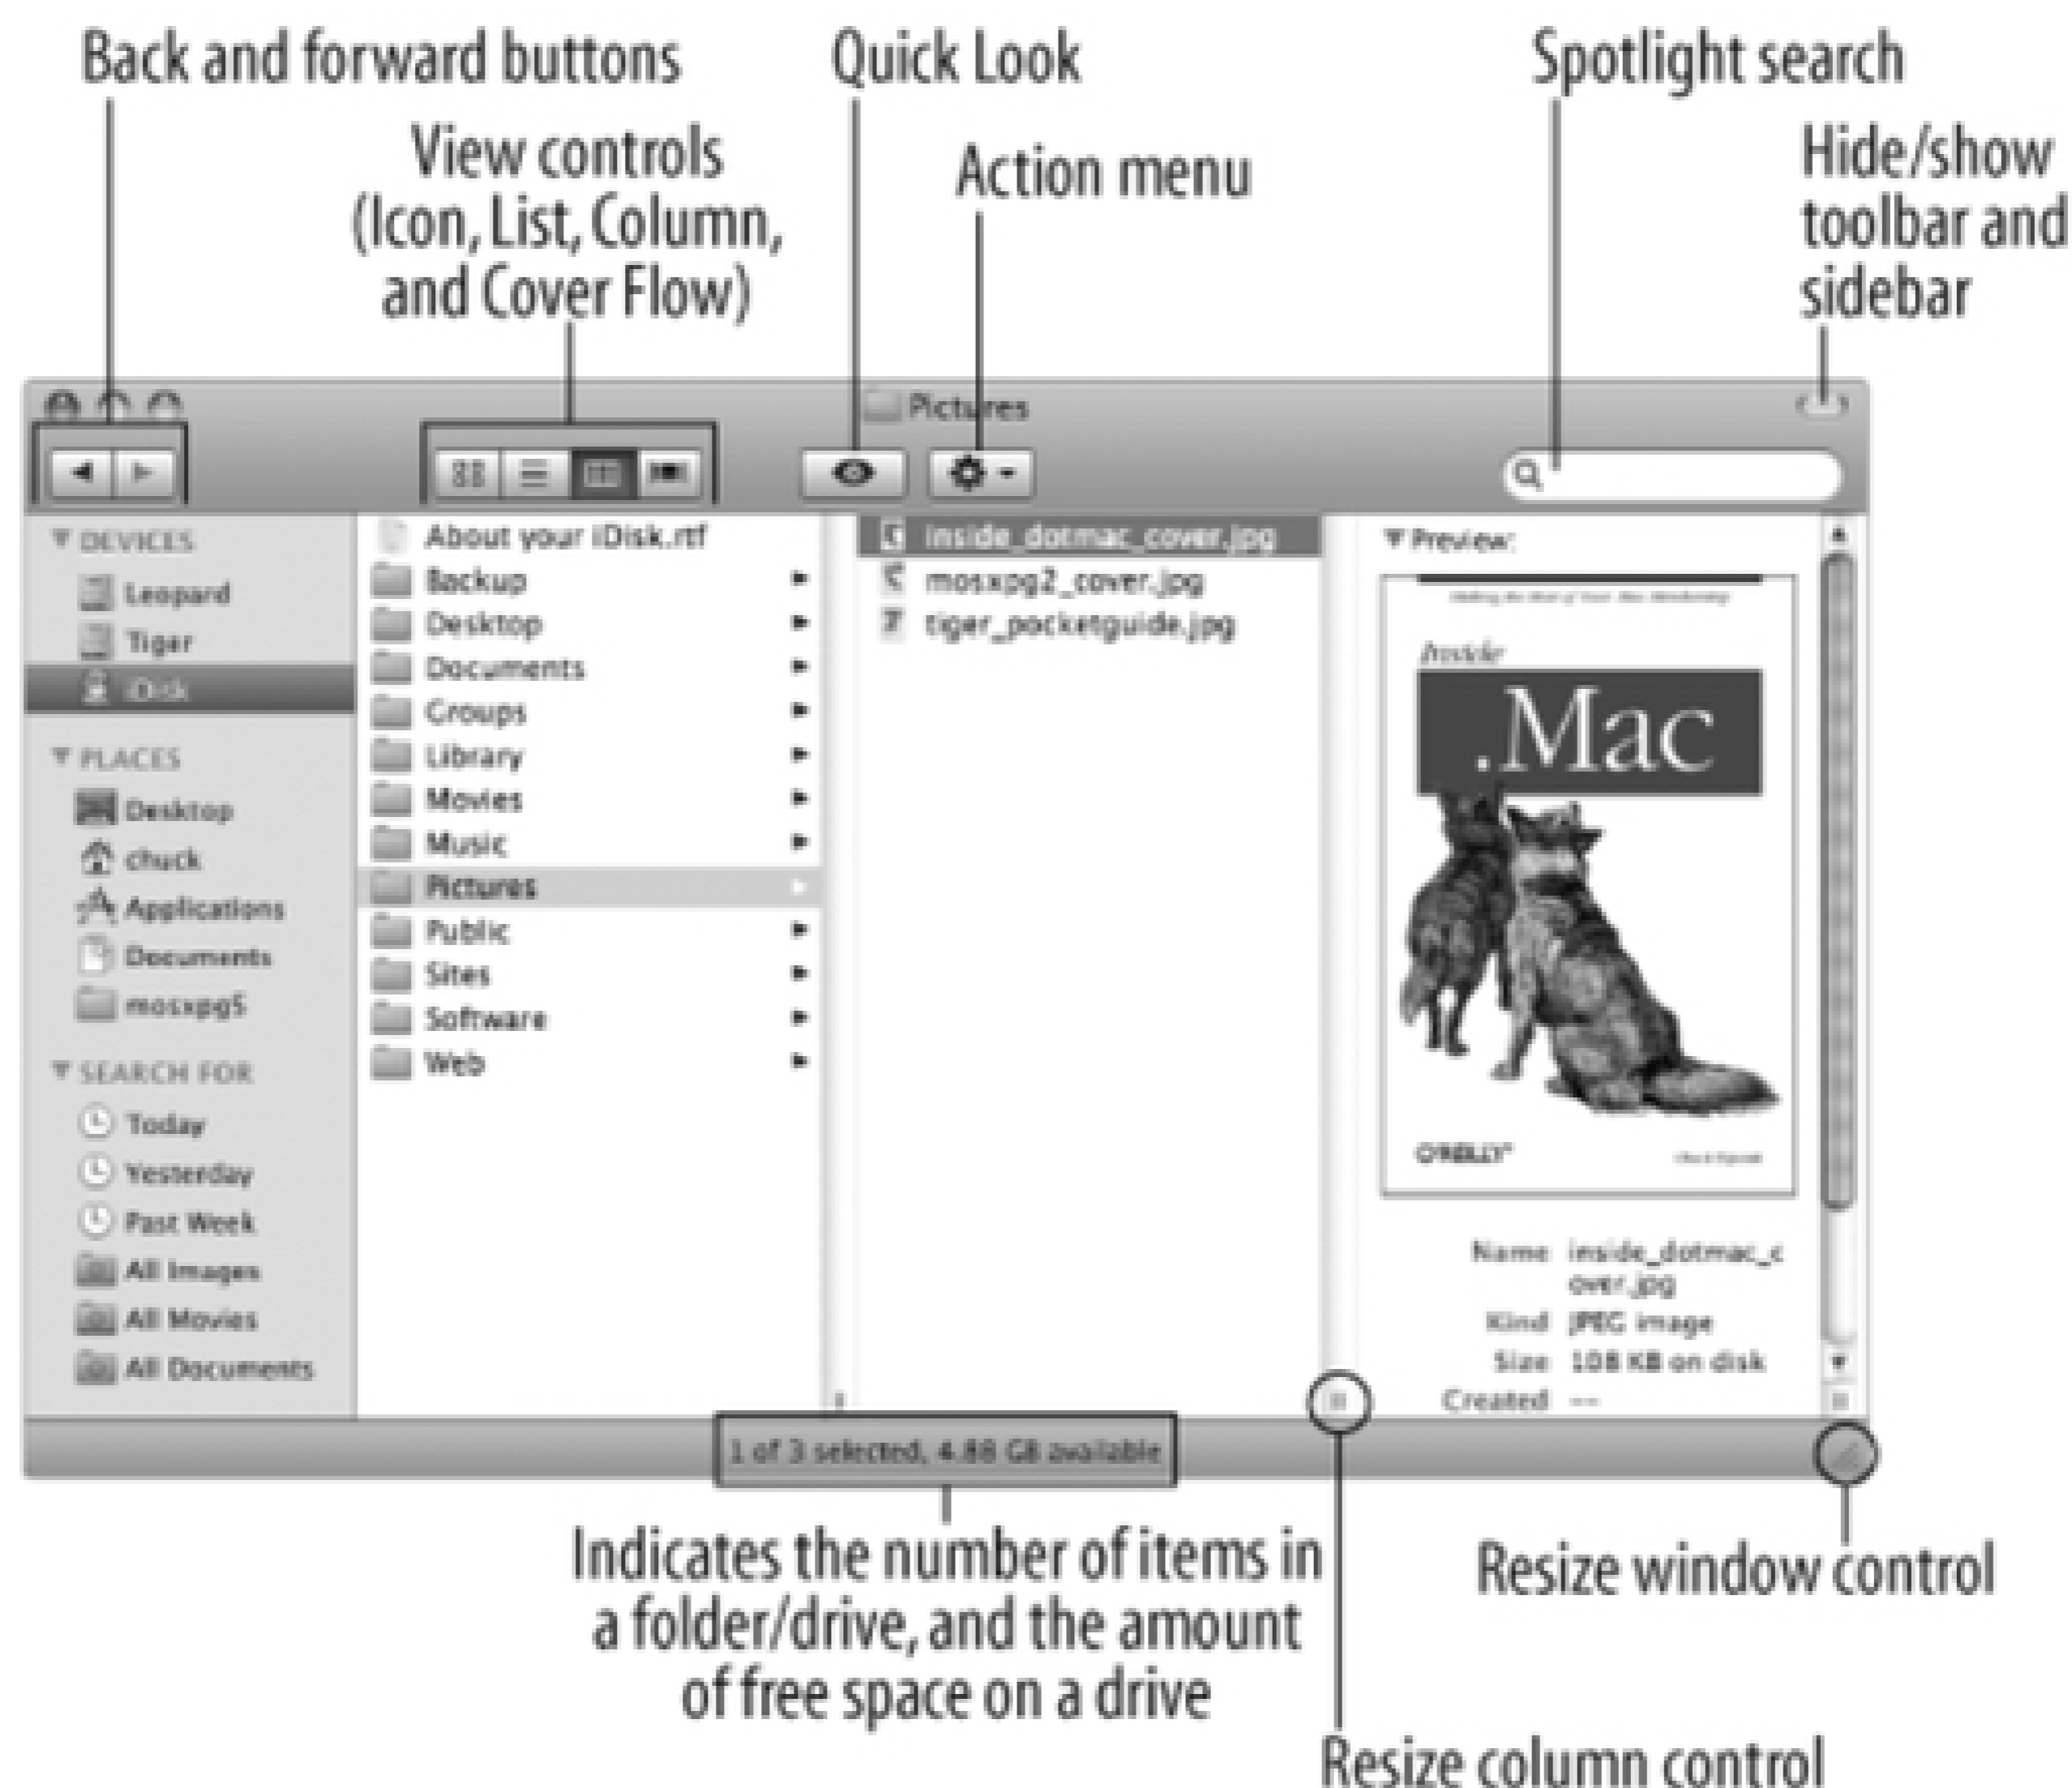 Back and forward buttons
Quick Look
Spotlight search
View controls
(Icon, List, Column,
and Cover Flow)
Action menu
Hide/show
toolbar and
sidebar
Pictures
DEVICES
Leopard
Tiger
iDisk
PLACES
Desktop
chuck
Applications
Documents
mosxpg5
SEARCH FOR
Today
Yesterday
Past Week
All Images
All Movies
All Documents
About your iDisk.rtf
Backup
Desktop
Documents
Groups
Library
Movies
Music
Pictures
Public
Sites
Software
Web
inside_dotmac_cover.jpg
mosxpg2_cover.jpg
tiger_pocketguide.jpg
Preview:
Inside
.Mac
O'REILLY
Name inside_dotmac_c
over.jpg
Kind JPEG image
Size 108 KB on disk
Created --
1 of 3 selected, 4.88 GB available
Indicates the number of items in
a folder/drive, and the amount
of free space on a drive
Resize window control
Resize column control